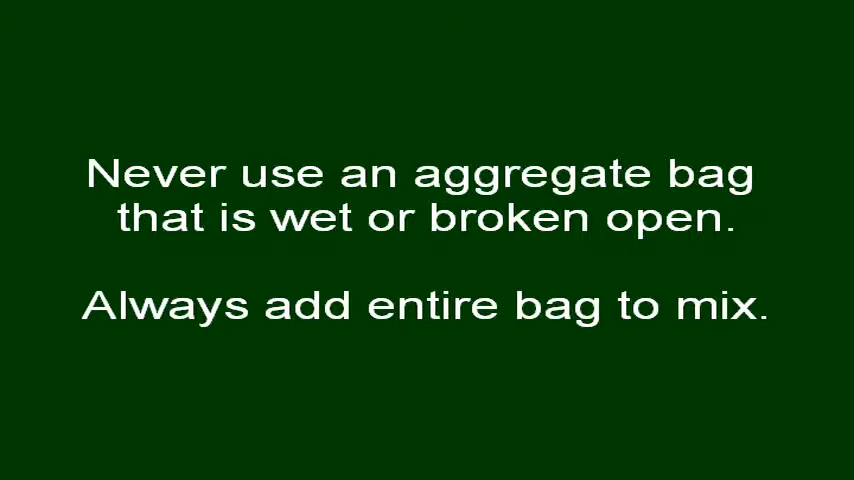 Never use an aggregate bag
that is wet or broken open.
Always add entire bag to mix.